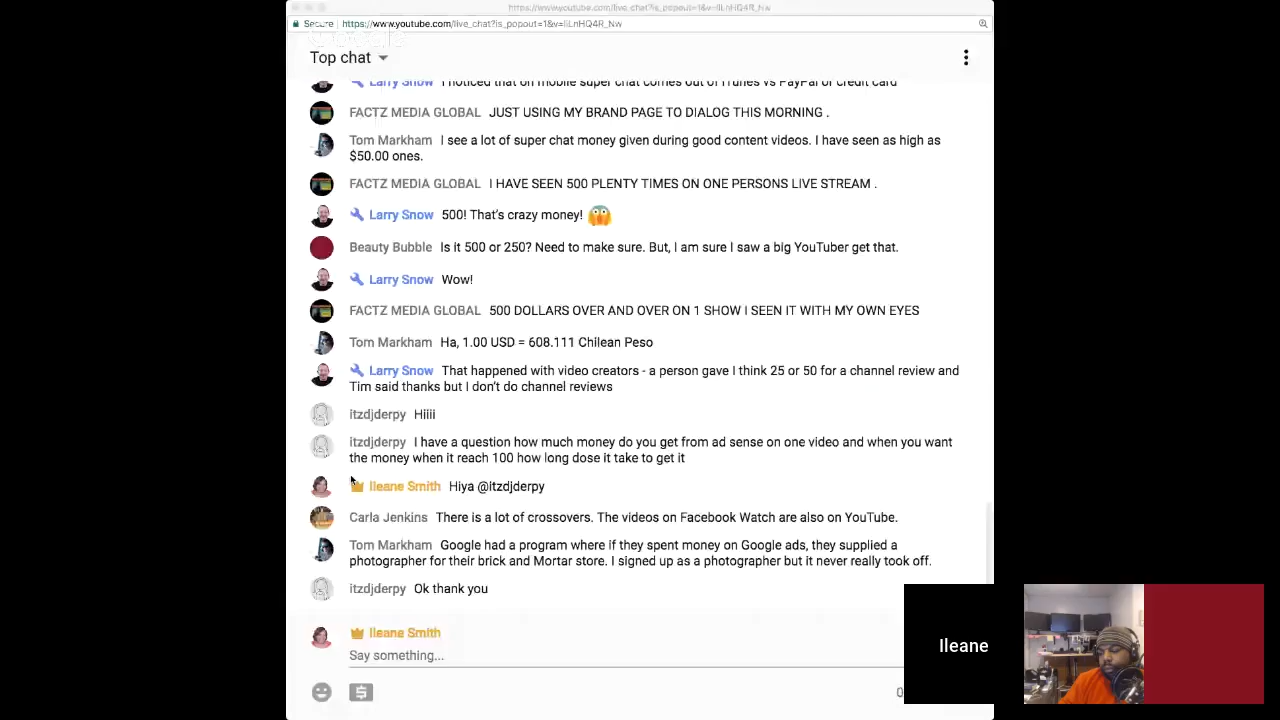 https://www.youtube.com/live_chat?is_popout=1&v=IiLnHQ4R_Nw
Secure https://www.youtube.com/live_chat?is_popout=1&v=IiLnHQ4R_Nw
Top chat
Larry Snow I noticed that on mobile super chat comes out of iTunes vs PayPal or credit card
FACTZ MEDIA GLOBAL JUST USING MY BRAND PAGE TO DIALOG THIS MORNING .
Tom Markham I see a lot of super chat money given during good content videos. I have seen as high as
$50.00 ones.
FACTZ MEDIA GLOBAL I HAVE SEEN 500 PLENTY TIMES ON ONE PERSONS LIVE STREAM .
Larry Snow 500! That's crazy money!
Beauty Bubble Is it 500 or 250? Need to make sure. But, I am sure I saw a big YouTuber get that.
Larry Snow Wow!
FACTZ MEDIA GLOBAL 500 DOLLARS OVER AND OVER ON 1 SHOW I SEEN IT WITH MY OWN EYES
Tom Markham Ha, 1.00 USD = 608.111 Chilean Peso
Larry Snow That happened with video creators - a person gave I think 25 or 50 for a channel review and
Tim said thanks but I don't do channel reviews
itzdjderpy Hiiii
itzdjderpy I have a question how much money do you get from ad sense on one video and when you want
the money when it reach 100 how long dose it take to get it
Ileane Smith Hiya @itzdjderpy
Carla Jenkins There is a lot of crossovers. The videos on Facebook Watch are also on YouTube.
Tom Markham Google had a program where if they spent money on Google ads, they supplied a
photographer for their brick and Mortar store. I signed up as a photographer but it never really took off.
itzdjderpy Ok thank you
Ileane Smith
Say something...
Ileane